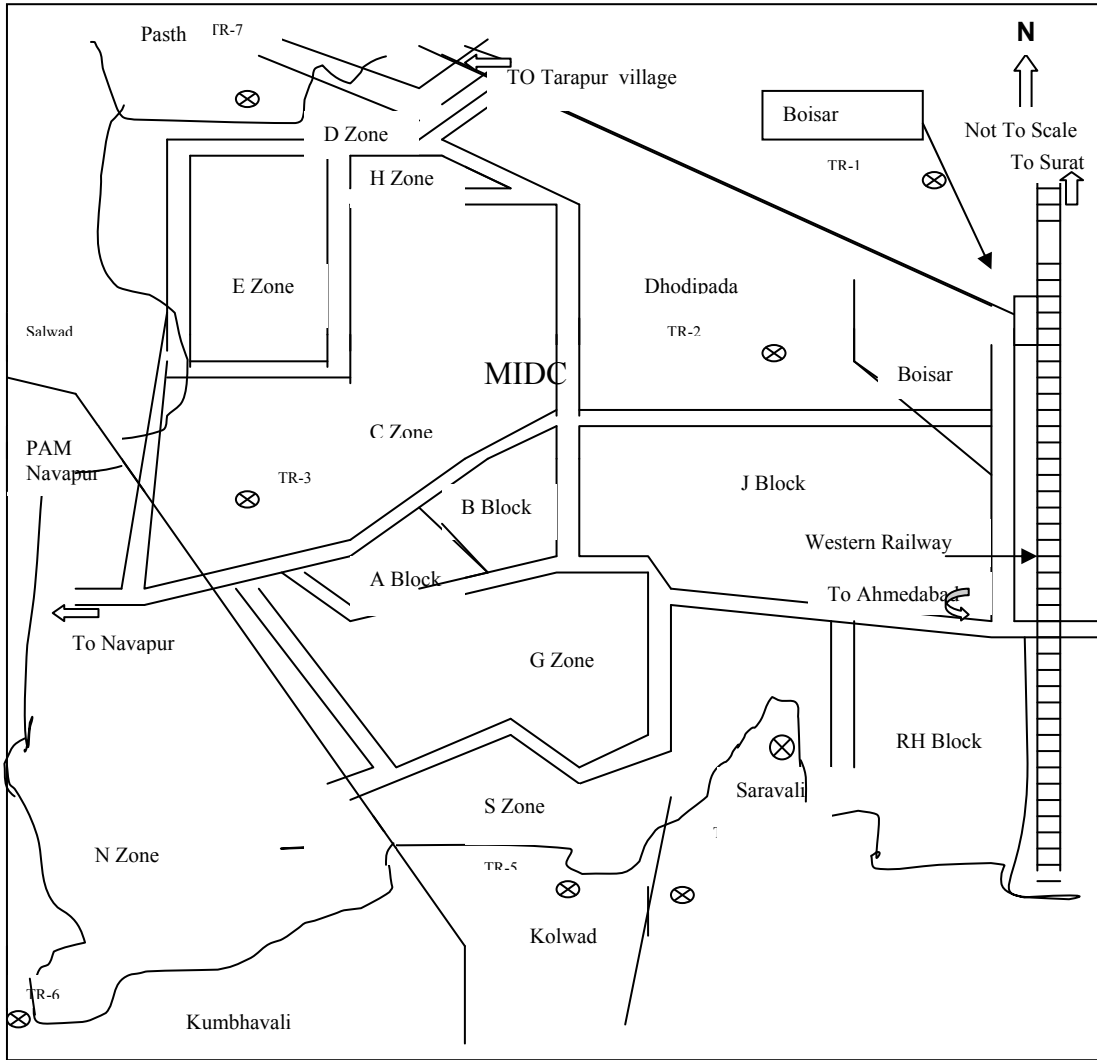 Pasth
TR-7
N
TO Tarapur village
Boisar
Not To Scale
D Zone
TR-1
To Surat
H Zone
E Zone
Dhodipada
Salwad
TR-2
MIDC
Boisar
C Zone
PAM
Navapur
TR-3
J Block
B Block
Western Railway
A Block
To Ahmedabad
To Navapur
G Zone
RH Block
Saravali
S Zone
N Zone
TR-5
Kolwad
TR-6
Kumbhavali